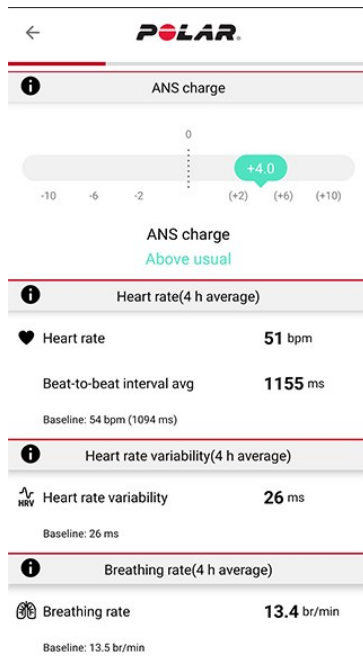 POLAR.
ANS charge
0
+4.0
-10 -6 -2 (+2) (+6) (+10)
ANS charge
Above usual
Heart rate(4 h average)
Heart rate 51 bpm
Beat-to-beat interval avg 1155 ms
Baseline: 54 bpm (1094 ms)
Heart rate variability(4 h average)
HRV Heart rate variability 26 ms
Baseline: 26 ms
Breathing rate(4 h average)
Breathing rate 13.4 br/min
Baseline: 13.5 br/min